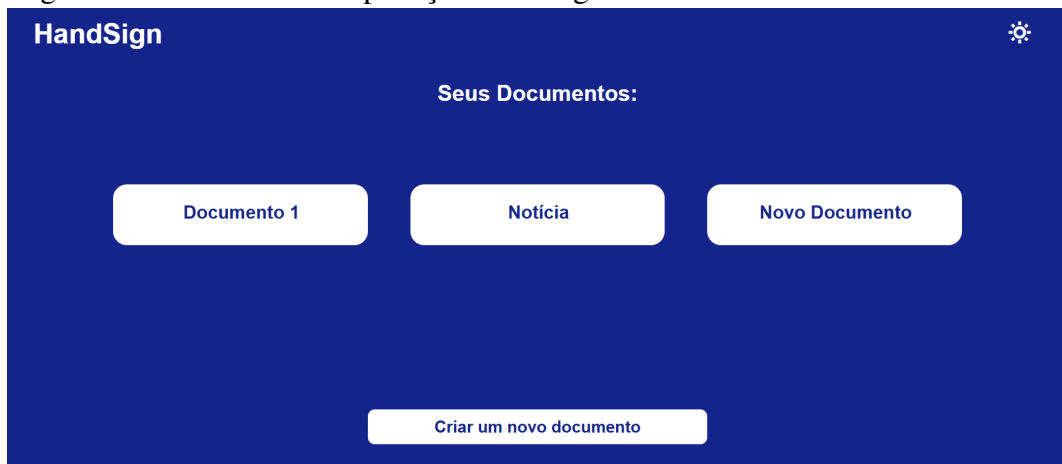 HandSign
Seus Documentos:
Documento 1
Notícia
Novo Documento
Criar um novo documento